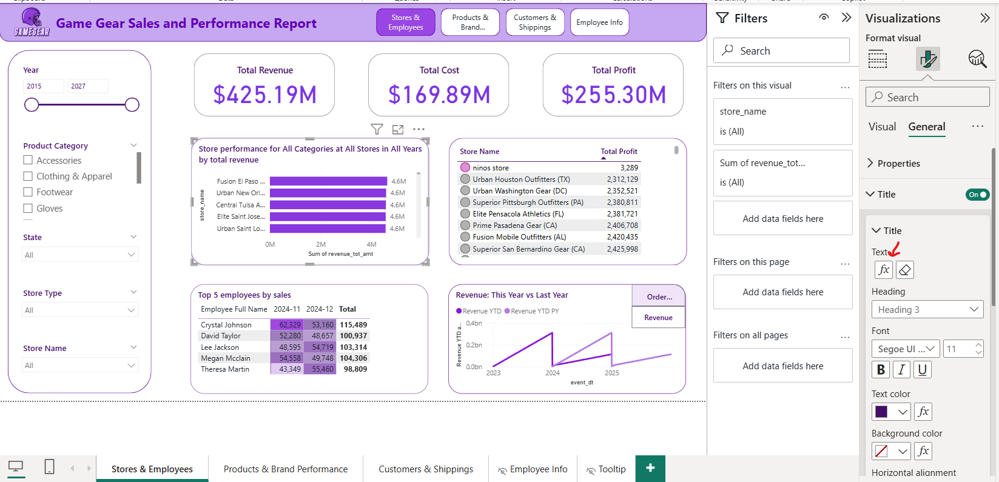 Game Gear Sales and Performance Report
GAMEGEAR
Stores &
Employees
Products &
Brand...
Customers &
Shippings
Employee Info
Year
2015
2027
Product Category
Accessories
Clothing & Apparel
Footwear
Gloves
State
All
Store Type
All
Store Name
All
Total Revenue
$425.19M
Total Cost
$169.89M
Total Profit
$255.30M
Store performance for All Categories at All Stores in All Years
by total revenue
store_name
Fusion El Paso ... 4.6M
Urban New Orl... 4.6M
Central Tulsa A... 4.6M
Elite Saint Jose... 4.6M
Urban Saint Lo... 4.6M
0M 2M 4M
Sum of revenue_tot_amt
Store Name Total Profit
ninos store 3,289
Urban Houston Outfitters (TX) 2,312,129
Urban Washington Gear (DC) 2,352,521
Superior Pittsburgh Outfitters (PA) 2,380,811
Elite Pensacola Athletics (FL) 2,381,721
Prime Pasadena Gear (CA) 2,406,708
Fusion Mobile Outfitters (AL) 2,420,435
Superior San Bernardino Gear (CA) 2,425,998
Top 5 employees by sales
Employee Full Name 2024-11 2024-12 Total
Crystal Johnson 62,329 53,160 115,489
David Taylor 52,280 48,657 100,937
Lee Jackson 48,595 54,719 103,314
Megan Mcclain 54,558 49,748 104,306
Theresa Martin 43,349 55,460 98,809
Revenue: This Year vs Last Year
Order...
Revenue
Revenue YTD Revenue YTD PY
Revenue YTD a...
0.4bn
0.2bn
0.0bn
2023 2024 2025
event_dt
Filters
Search
Filters on this visual ...
store_name
is (All)
Sum of revenue_tot...
is (All)
Add data fields here
Filters on this page ...
Add data fields here
Filters on all pages ...
Add data fields here
Visualizations
Format visual
Search
Visual General ...
Properties
Title On
Title
Text
fx
Heading
Heading 3
Font
Segoe UI ... 11
B I U
Text color
fx
Background color
fx
Horizontal alignment
Stores & Employees
Products & Brand Performance
Customers & Shippings
Employee Info
Tooltip
+